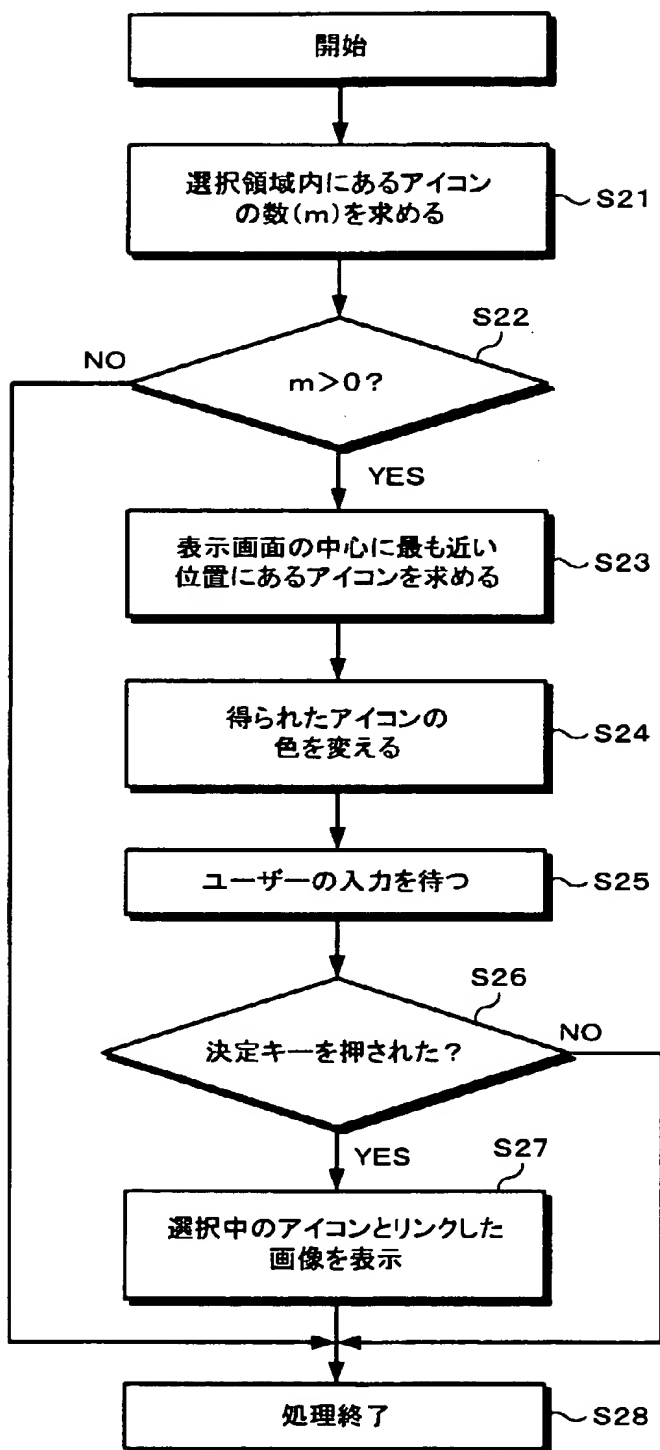 開始
選択領域内にあるアイコン
の数(m)を求める
S21
S22
NO
m>0?
YES
表示画面の中心に最も近い
位置にあるアイコンを求める
S23
得られたアイコンの
色を変える
S24
ユーザーの入力を待つ
S25
S26
決定キーを押された?
NO
YES
S27
選択中のアイコンとリンクした
画像を表示
処理終了
S28